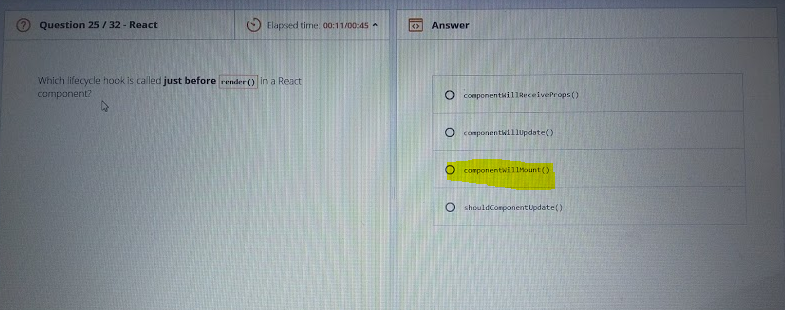 Question 25 / 32 - React
Elapsed time: 00:11/00:45
Answer
Which lifecycle hook is called just before render() in a React
component?
componentWillReceiveProps()
componentWillUpdate()
componentWillMount()
shouldComponentUpdate()